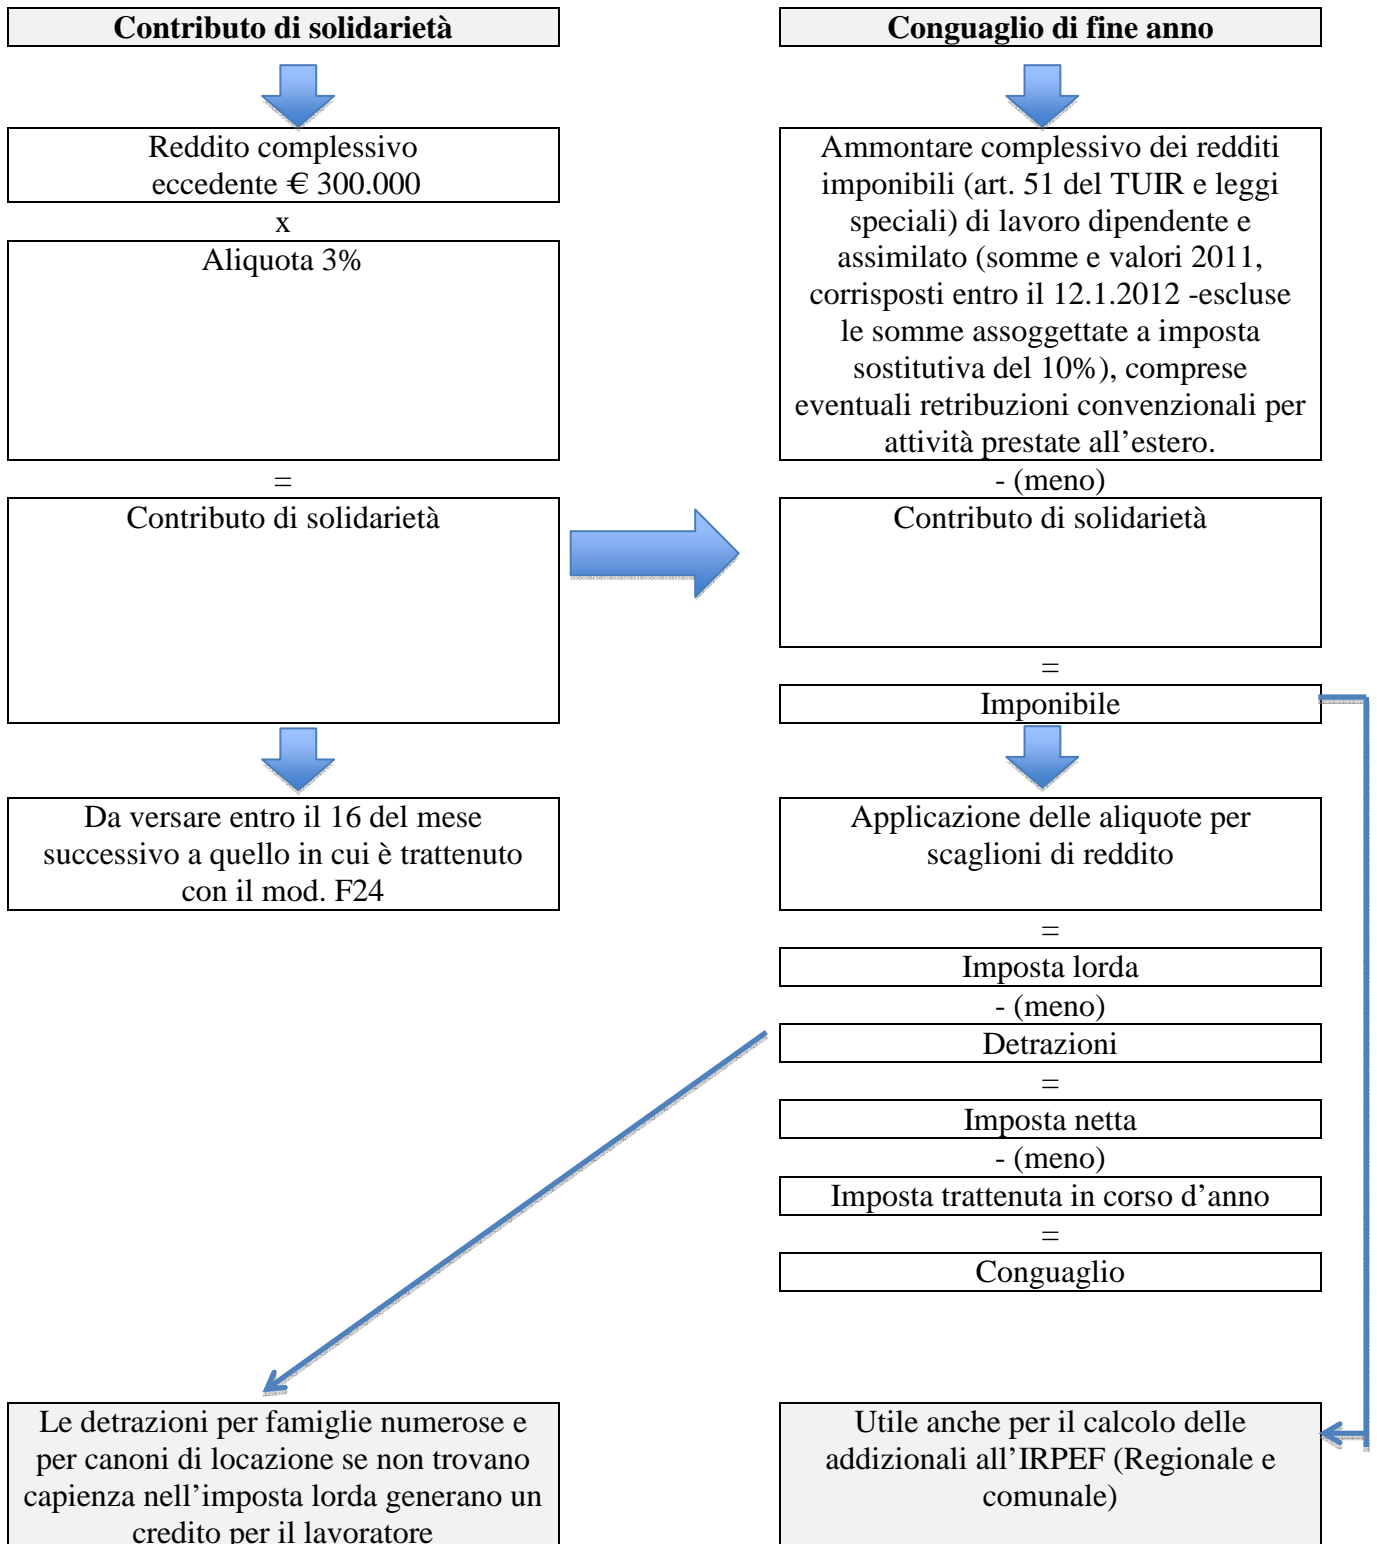 Contributo di solidarietà
Reddito complessivo
eccedente € 300.000
x
Aliquota 3%
=
Contributo di solidarietà
Da versare entro il 16 del mese
successivo a quello in cui è trattenuto
con il mod. F24
Conguaglio di fine anno
Ammontare complessivo dei redditi
imponibili (art. 51 del TUIR e leggi
speciali) di lavoro dipendente e
assimilato (somme e valori 2011,
corrisposti entro il 12.1.2012 -escluse
le somme assoggettate a imposta
sostitutiva del 10%), comprese
eventuali retribuzioni convenzionali per
attività prestate all’estero.
- (meno)
Contributo di solidarietà
=
Imponibile
Applicazione delle aliquote per
scaglioni di reddito
=
Imposta lorda
- (meno)
Detrazioni
=
Imposta netta
- (meno)
Imposta trattenuta in corso d’anno
=
Conguaglio
Le detrazioni per famiglie numerose e
per canoni di locazione se non trovano
capienza nell’imposta lorda generano un
credito per il lavoratore
Utile anche per il calcolo delle
addizionali all’IRPEF (Regionale e
comunale)